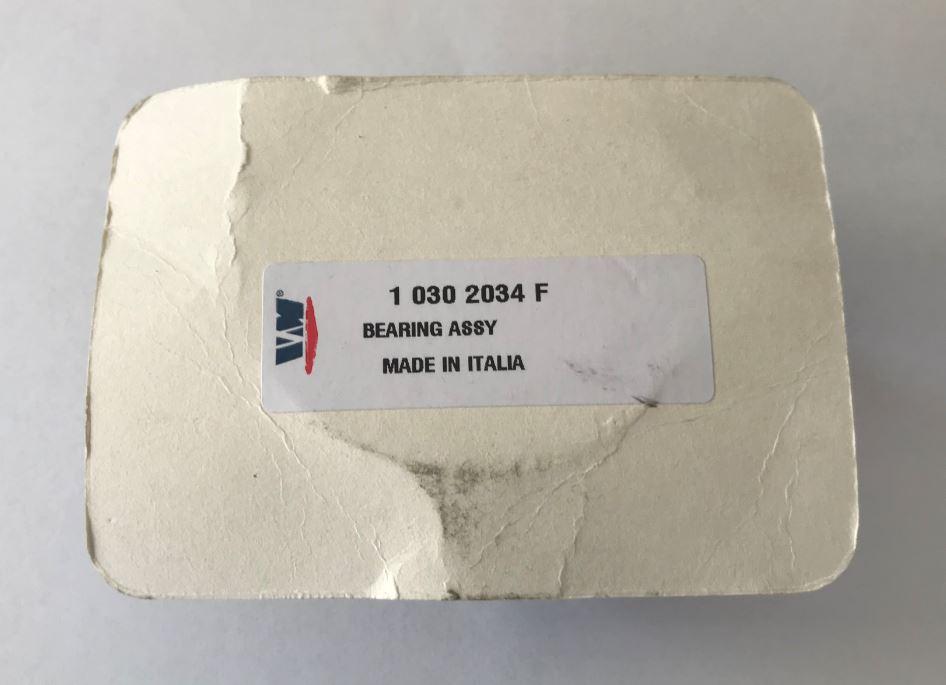 1 030 2034 F
BEARING ASSY
MADE IN ITALIA
W®